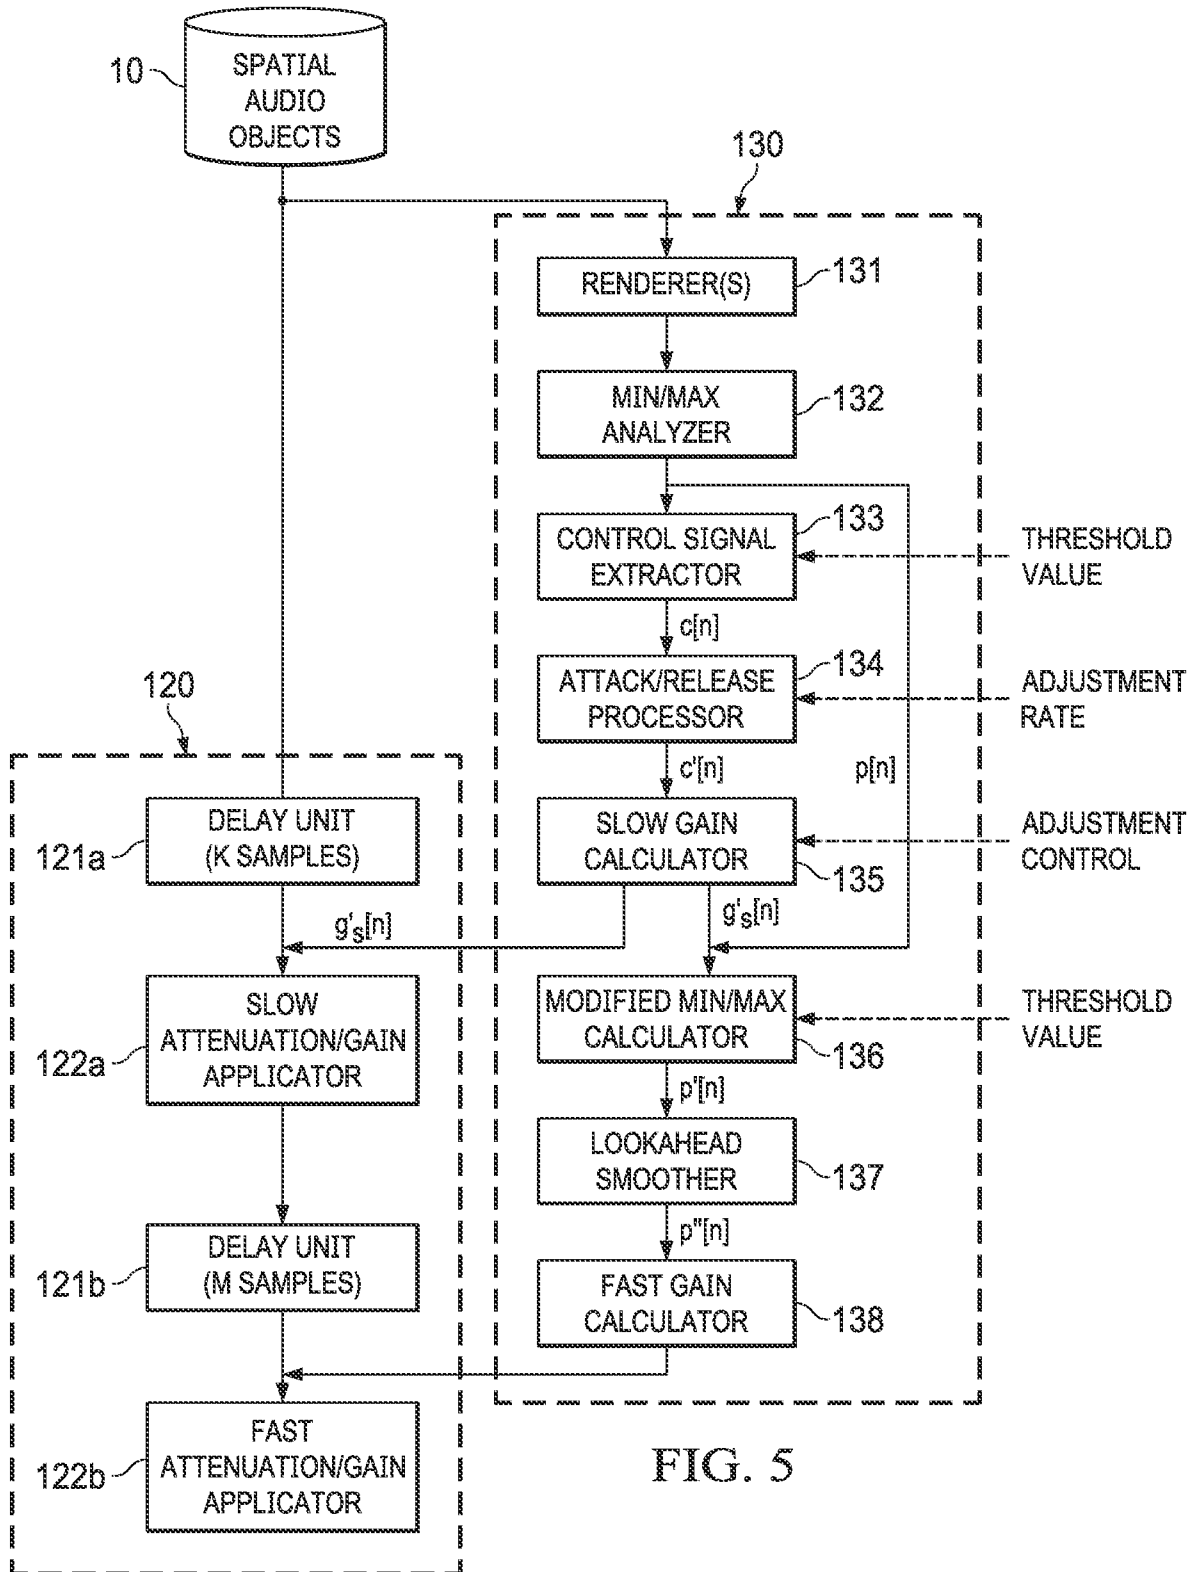 10
SPATIAL
AUDIO
OBJECTS
130
RENDERER(S)
131
MIN/MAX
ANALYZER
132
CONTROL SIGNAL
EXTRACTOR
133
THRESHOLD
VALUE
c[n]
ATTACK/RELEASE
PROCESSOR
134
ADJUSTMENT
RATE
c'[n]
p[n]
SLOW GAIN
CALCULATOR
135
ADJUSTMENT
CONTROL
g's[n]
g's[n]
MODIFIED MIN/MAX
CALCULATOR
136
THRESHOLD
VALUE
p'[n]
LOOKAHEAD
SMOOTHER
137
p"[n]
FAST GAIN
CALCULATOR
138
120
DELAY UNIT
(K SAMPLES)
121a
SLOW
ATTENUATION/GAIN
APPLICATOR
122a
DELAY UNIT
(M SAMPLES)
121b
FAST
ATTENUATION/GAIN
APPLICATOR
122b
FIG. 5